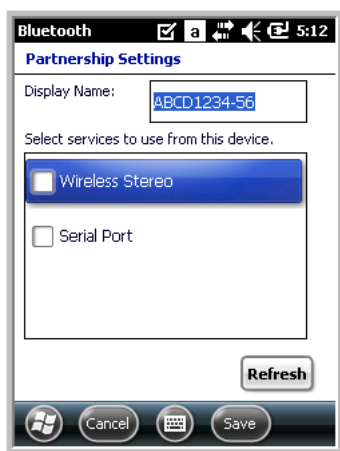 Bluetooth a 5:12
Partnership Settings
Display Name:
ABCD1234-56
Select services to use from this device.
Wireless Stereo
Serial Port
Refresh
Cancel Save